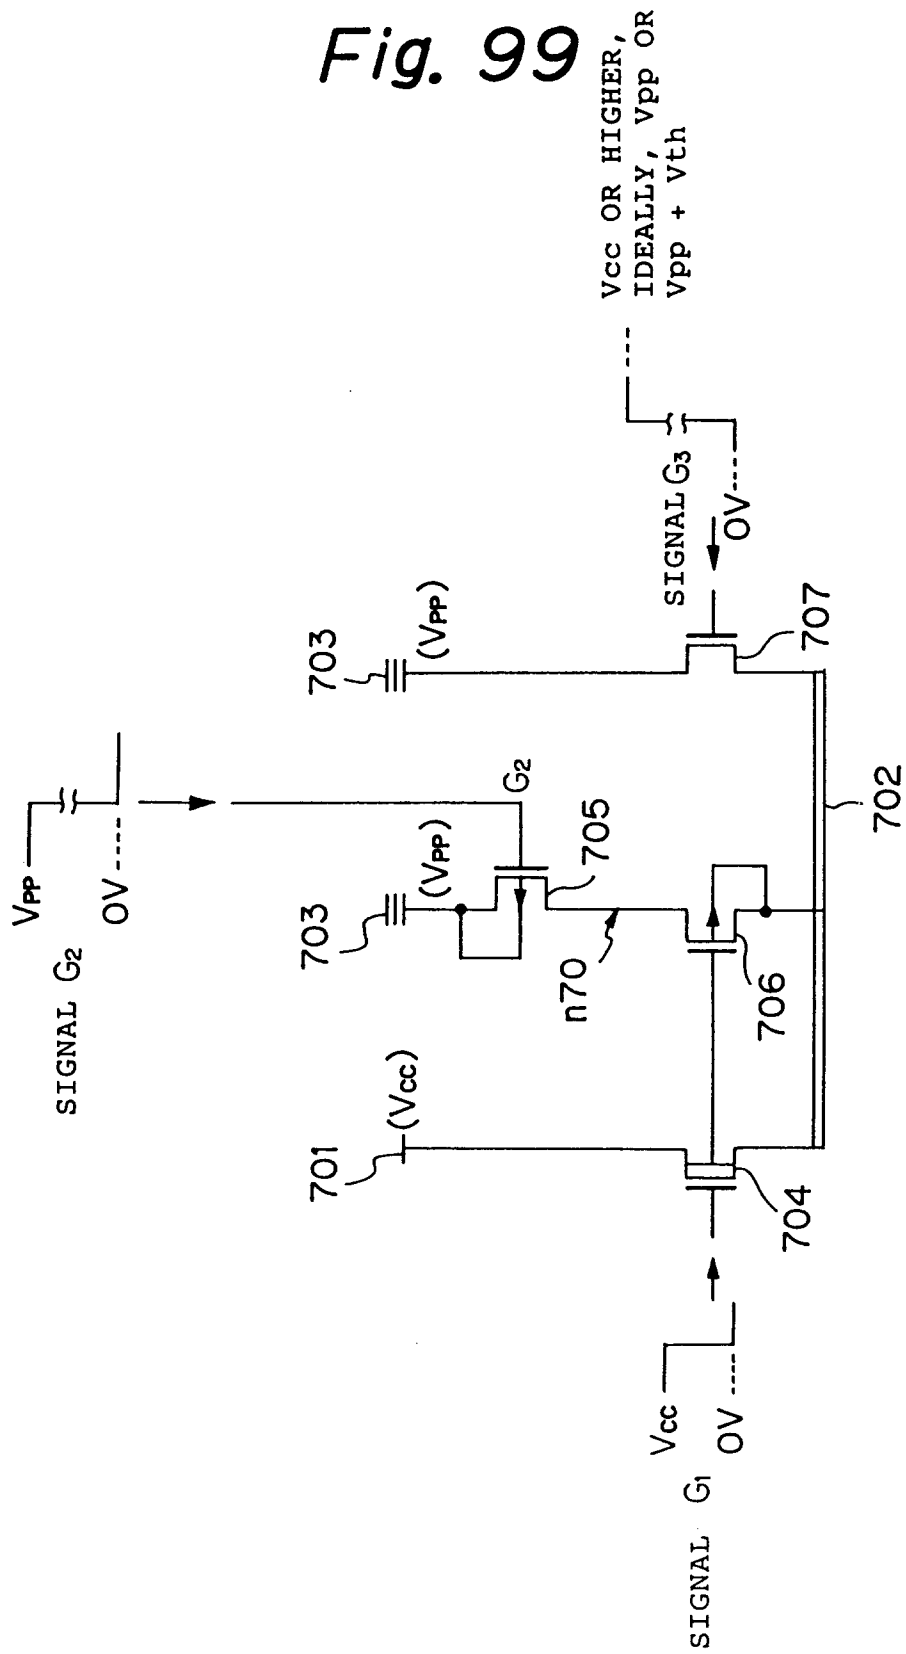 Fig. 99
SIGNAL G2
VPP
0V
701
(Vcc)
703
(VPP)
703
(VPP)
G2
705
n70
Vcc OR HIGHER,
IDEALLY, Vpp OR
Vpp + Vth
SIGNAL G3
0V
SIGNAL G1
Vcc
0V
704
706
707
702